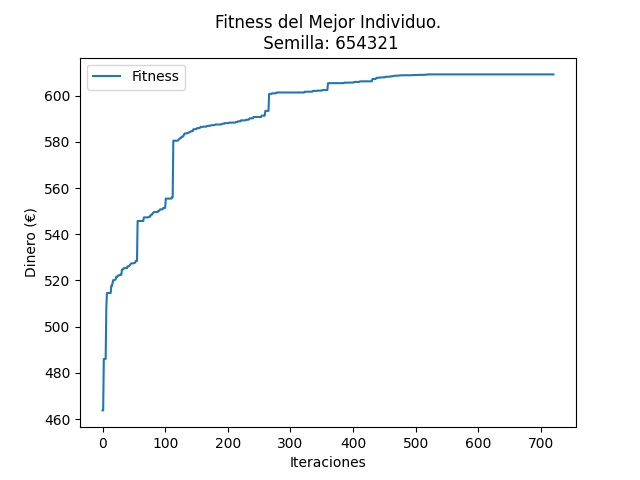 Fitness del Mejor Individuo.
Semilla: 654321
Fitness
600
580
560
540
520
500
480
460
Dinero (€)
0 100 200 300 400 500 600 700
Iteraciones